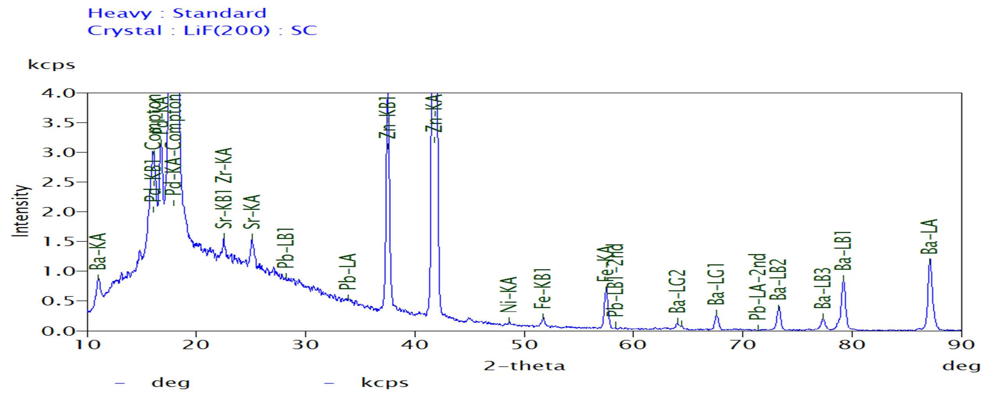 Heavy : Standard
Crystal : LiF(200) : SC
kcps
4.0
3.5
3.0
2.5
2.0
1.5
1.0
0.5
0.0
Intensity
Ba-KA
Pd-KB1 Compton
Pd-KA
Pd-KA-Compton
Sr-KB1 Zr-KA
Sr-KA
Pb-LB1
Pb-LA
Zn-KB1
Zn-KA
Ni-KA
Fe-KB1
Fe-KA
Pb-LB1-2nd
Ba-LG2
Ba-LG1
Pb-LA-2nd
Ba-LB2
Ba-LB3
Ba-LB1
Ba-LA
10 20 30 40 50 60 70 80 90
2-theta
deg
- deg - kcps